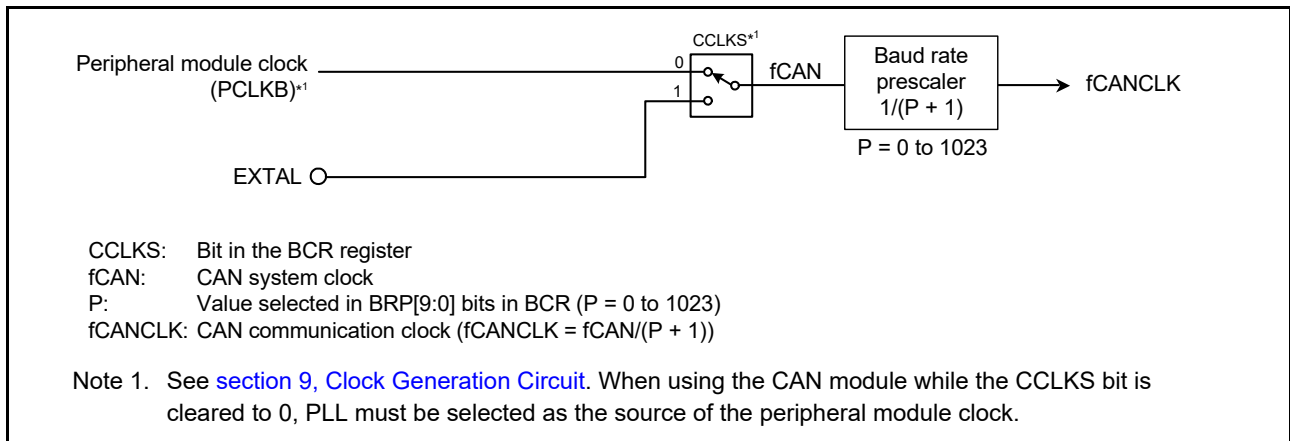 CCLKS*1
Peripheral module clock
(PCLKB)*1
0
1
fCAN
Baud rate
prescaler
1/(P + 1)
fCANCLK
P = 0 to 1023
EXTAL
CCLKS: Bit in the BCR register
fCAN: CAN system clock
P: Value selected in BRP[9:0] bits in BCR (P = 0 to 1023)
fCANCLK: CAN communication clock (fCANCLK = fCAN/(P + 1))
Note 1. See section 9, Clock Generation Circuit. When using the CAN module while the CCLKS bit is
cleared to 0, PLL must be selected as the source of the peripheral module clock.